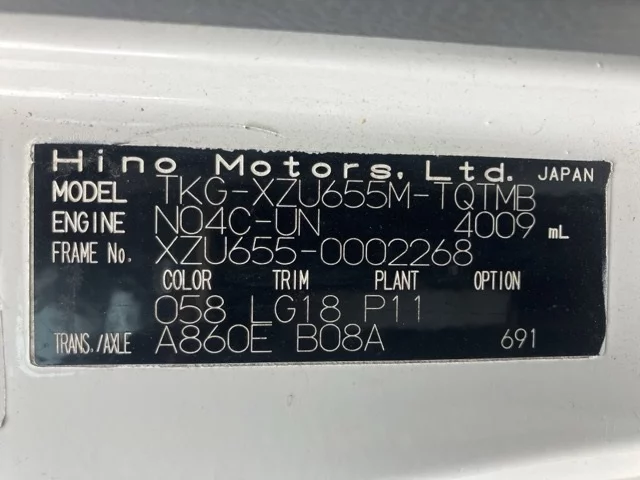 Hino Motors, Ltd. JAPAN
MODEL TKG-XZU655M-TQTMB
ENGINE N04C-UN 4009 mL
FRAME No. XZU655-0002268
COLOR TRIM PLANT OPTION
058 LG18 P11
TRANS./AXLE A860E B08A 691